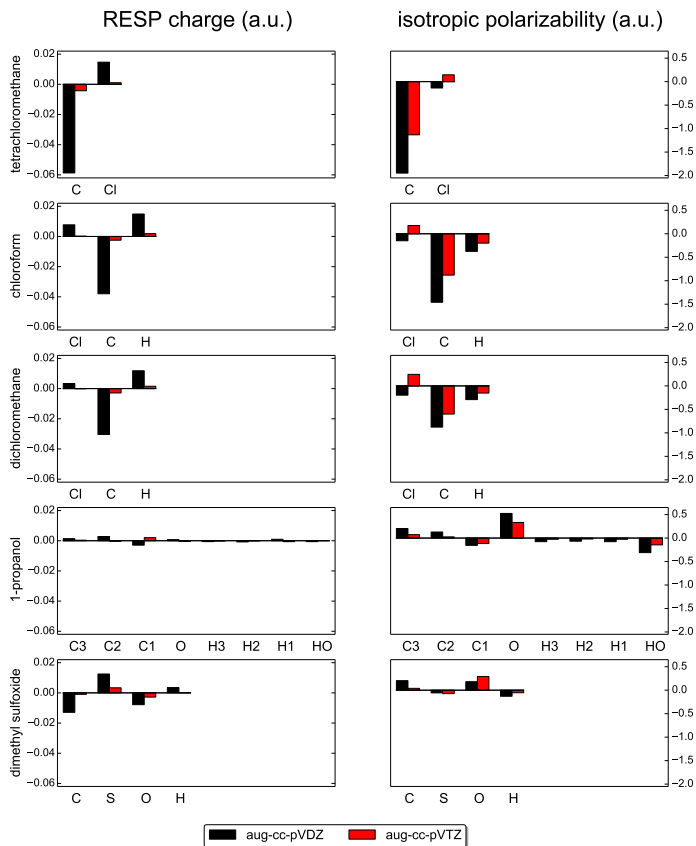 RESP charge (a.u.) isotropic polarizability (a.u.)
tetrachloromethane
0.02 0.5
0.00 0.0
−0.02 −0.5
−0.04 −1.0
−0.06 −1.5
−2.0
C Cl C Cl
chloroform
0.02 0.5
0.00 0.0
−0.02 −0.5
−0.04 −1.0
−0.06 −1.5
−2.0
Cl C H Cl C H
dichloromethane
0.02 0.5
0.00 0.0
−0.02 −0.5
−0.04 −1.0
−0.06 −1.5
−2.0
Cl C H Cl C H
1-propanol
0.02 0.5
0.00 0.0
−0.02 −0.5
−0.04 −1.0
−0.06 −1.5
−2.0
C3 C2 C1 O H3 H2 H1 HO C3 C2 C1 O H3 H2 H1 HO
dimethyl sulfoxide
0.02 0.5
0.00 0.0
−0.02 −0.5
−0.04 −1.0
−0.06 −1.5
−2.0
C S O H C S O H
aug-cc-pVDZ aug-cc-pVTZ